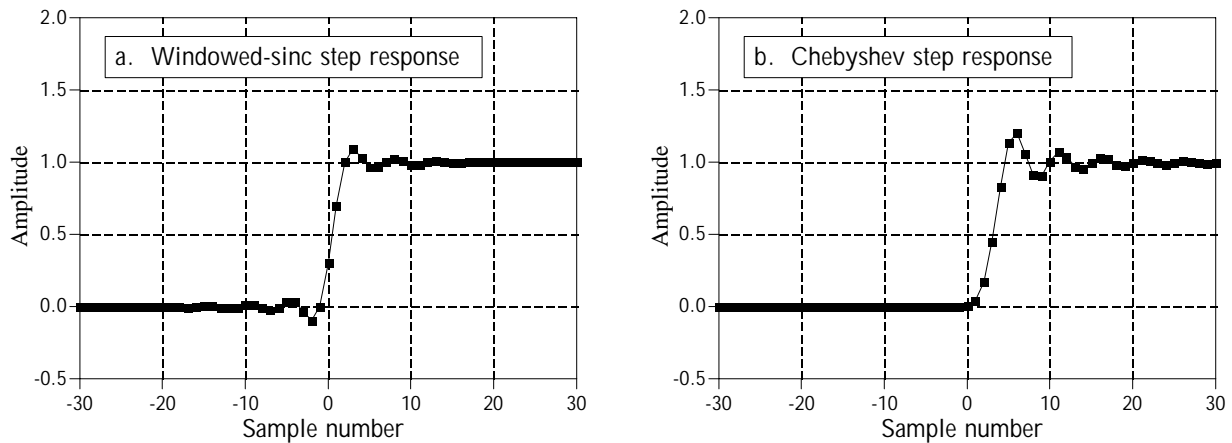 a. Windowed-sinc step response
Amplitude
2.0
1.5
1.0
0.5
0.0
-0.5
-30 -20 -10 0 10 20 30
Sample number
b. Chebyshev step response
Amplitude
2.0
1.5
1.0
0.5
0.0
-0.5
-30 -20 -10 0 10 20 30
Sample number